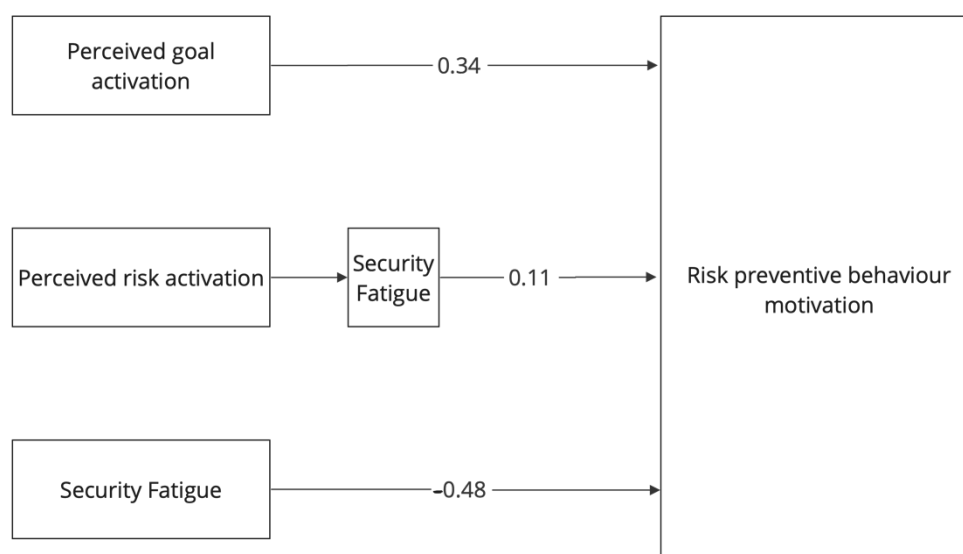 Perceived goal
activation
0.34
Perceived risk activation
Security
Fatigue
0.11
Risk preventive behaviour
motivation
Security Fatigue
-0.48